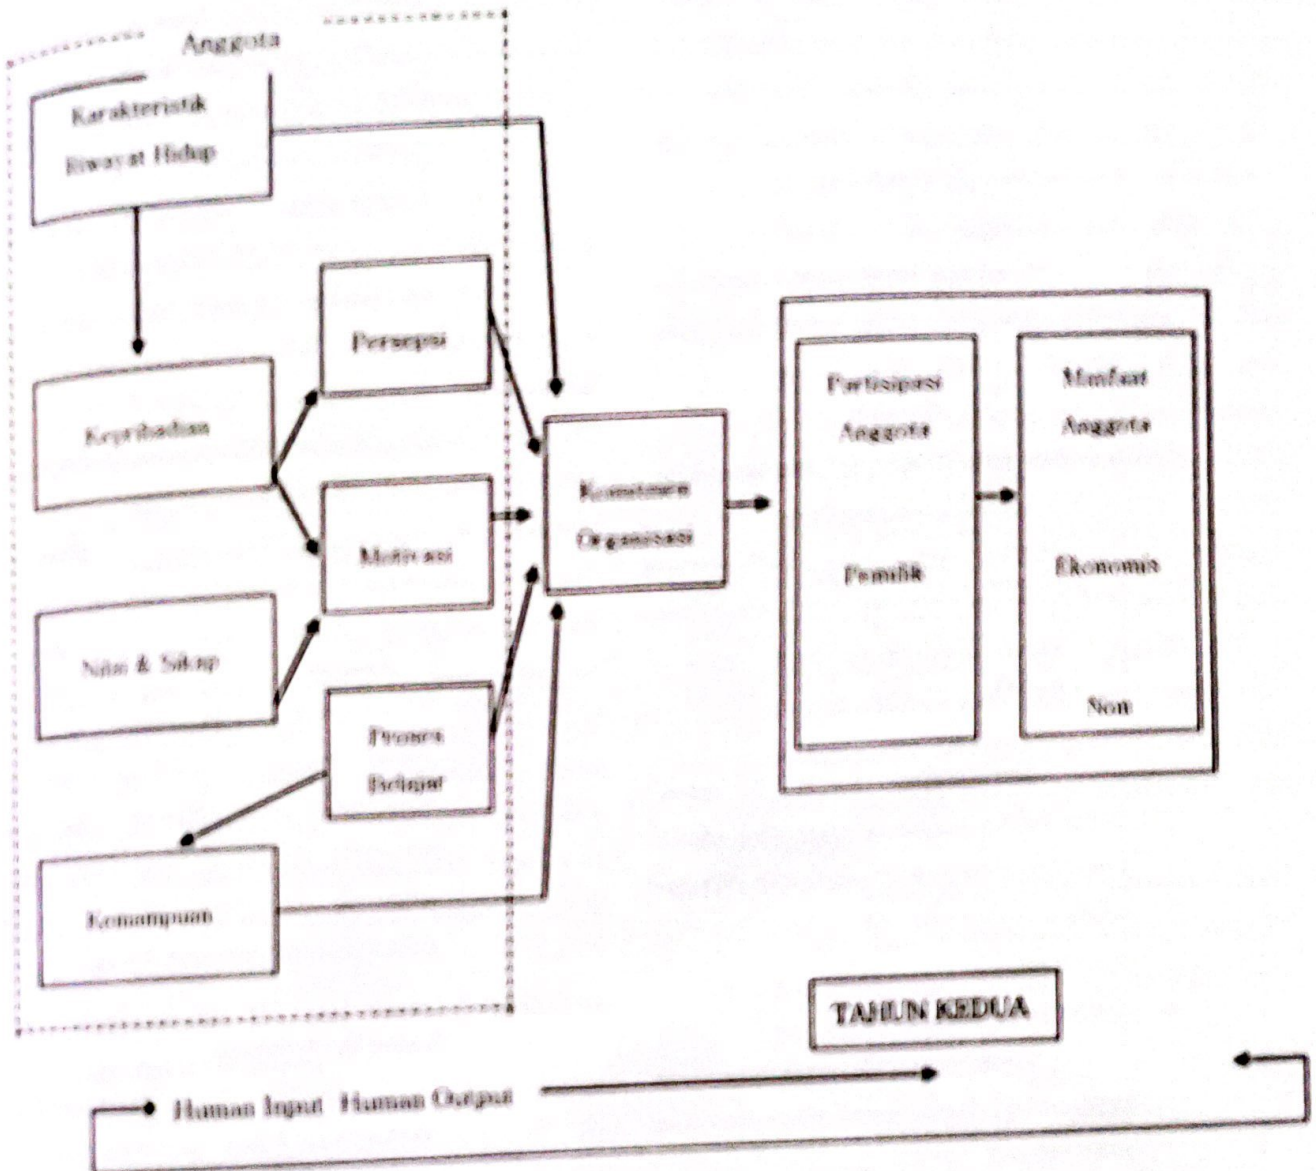 Anggota
Karakteristik
Riwayat Hidup
Persepsi
Kepribadian
Motivasi
Nilai & Sikap
Proses
Belajar
Kemampuan
Komitmen
Organisasi
Partisipasi
Anggota
Pemilik
Manfaat
Anggota
Ekonomis
Non
TAHUN KEDUA
Human Input Human Output